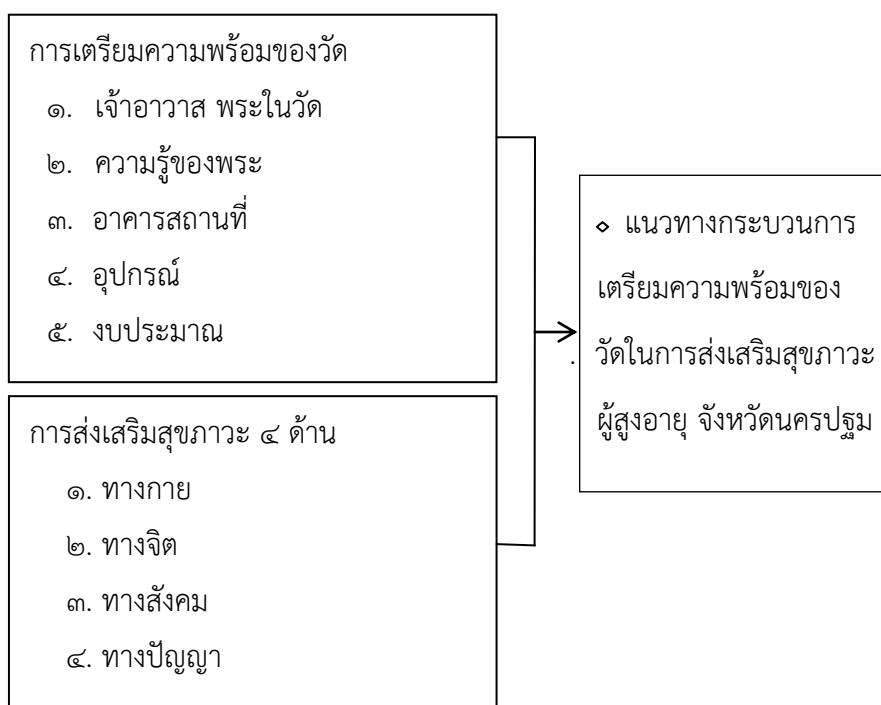 การเตรียมความพร้อมของวัด
๑. เจ้าอาวาส พระในวัด
๒. ความรู้ของพระ
๓. อาคารสถานที่
๔. อุปกรณ์
๕. งบประมาณ
การส่งเสริมสุขภาวะ ๔ ด้าน
๑. ทางกาย
๒. ทางจิต
๓. ทางสังคม
๔. ทางปัญญา
⋄ แนวทางกระบวนการ
เตรียมความพร้อมของ
วัดในการส่งเสริมสุขภาวะ
ผู้สูงอายุ จังหวัดนครปฐม